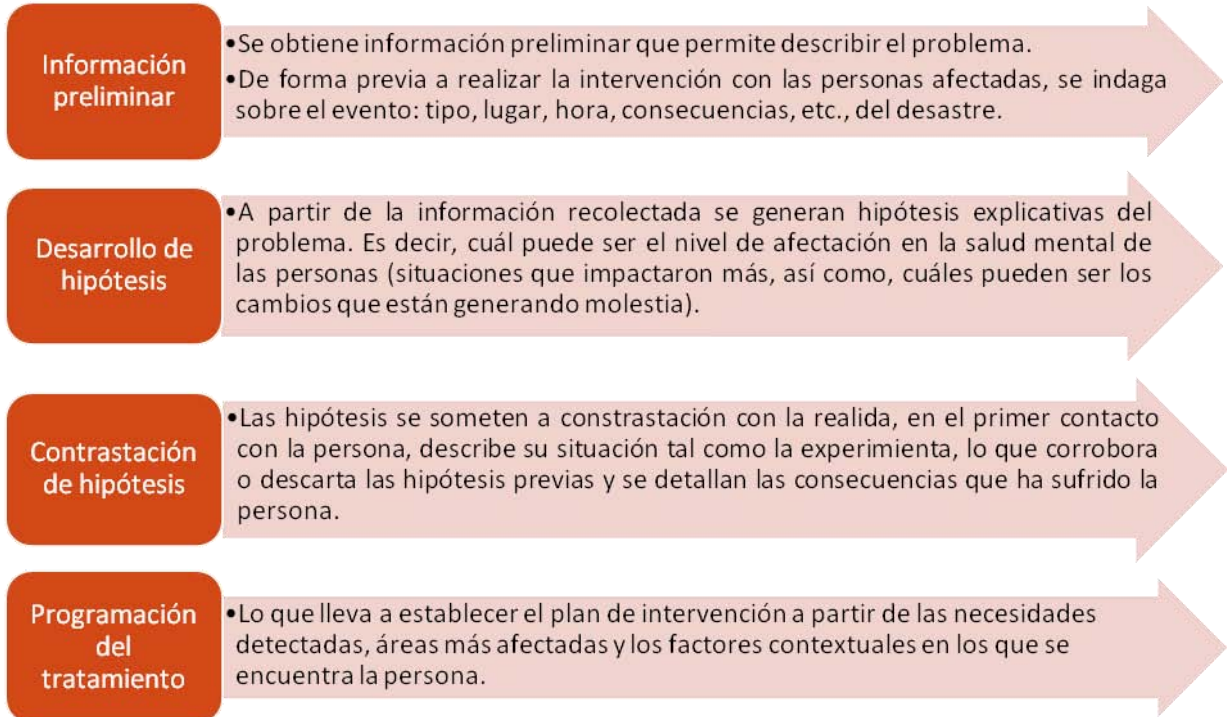 Información
preliminar
•Se obtiene información preliminar que permite describir el problema.
•De forma previa a realizar la intervención con las personas afectadas, se indaga
sobre el evento: tipo, lugar, hora, consecuencias, etc., del desastre.
Desarrollo de
hipótesis
•A partir de la información recolectada se generan hipótesis explicativas del
problema. Es decir, cuál puede ser el nivel de afectación en la salud mental de
las personas (situaciones que impactaron más, así como, cuáles pueden ser los
cambios que están generando molestia).
Contrastación
de hipótesis
•Las hipótesis se someten a constrastación con la realida, en el primer contacto
con la persona, describe su situación tal como la experimienta, lo que corrobora
o descarta las hipótesis previas y se detallan las consecuencias que ha sufrido la
persona.
Programación
del
tratamiento
•Lo que lleva a establecer el plan de intervención a partir de las necesidades
detectadas, áreas más afectadas y los factores contextuales en los que se
encuentra la persona.